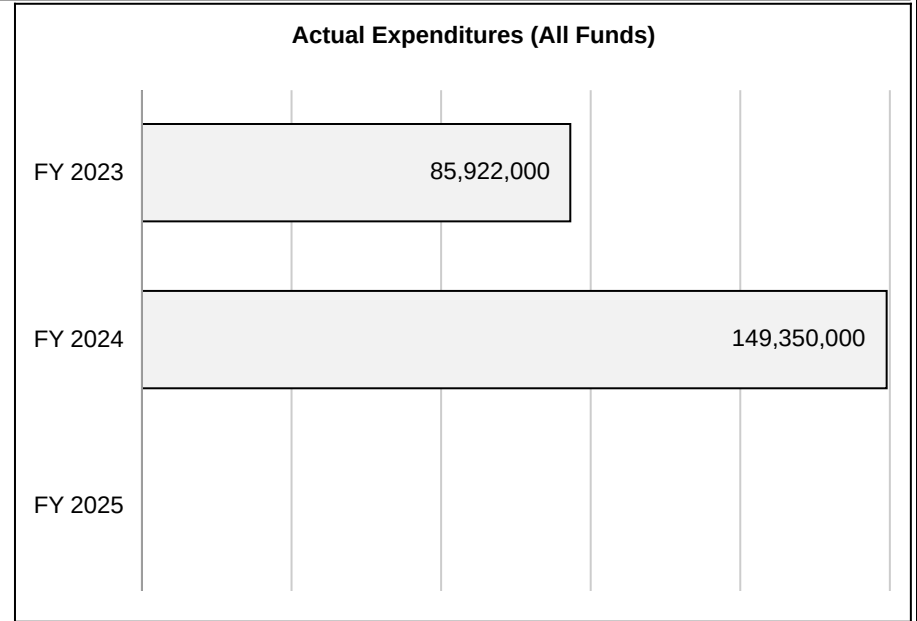 Actual Expenditures (All Funds)
FY 2023
85,922,000
FY 2024
149,350,000
FY 2025